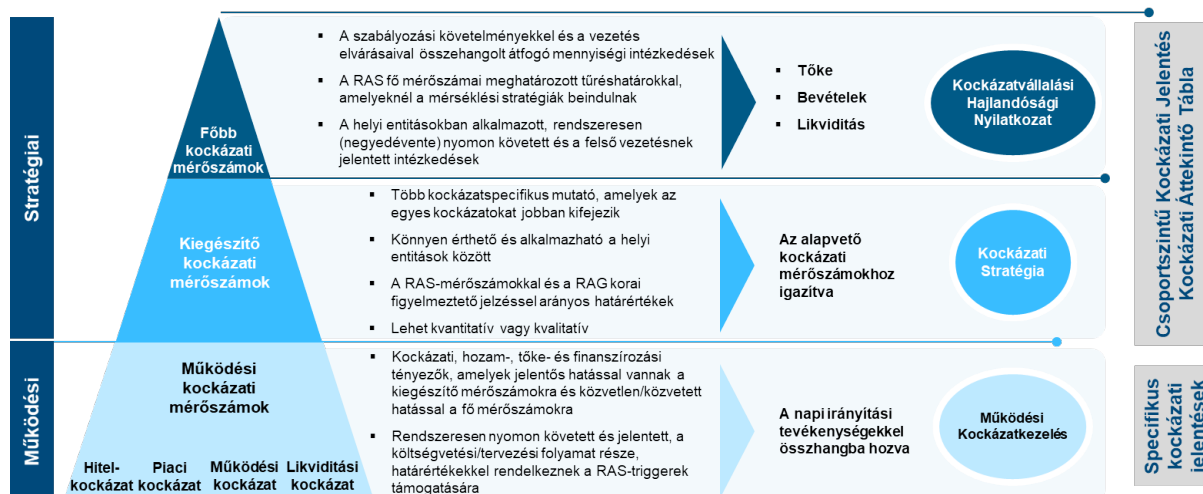 Stratégiai
Főbb
kockázati
mérőszámok
▪ A szabályozási követelményekkel és a vezetés
elvárásaival összehangolt átfogó mennyiségi intézkedések
▪ A RAS fő mérőszámai meghatározott tűréshatárokkal,
amelyeknél a mérséklési stratégiák beindulnak
▪ A helyi entitásokban alkalmazott, rendszeresen
(negyedévente) nyomon követett és a felső vezetésnek
jelentett intézkedések
▪ Tőke
▪ Bevételek
▪ Likviditás
Kockázatvállalási
Hajlandósági
Nyilatkozat
Kiegészítő
kockázati
mérőszámok
▪ Több kockázatspecifikus mutató, amelyek az
egyes kockázatokat jobban kifejezik
▪ Könnyen érthető és alkalmazható a helyi
entitások között
▪ A RAS-mérőszámokkal és a RAG korai
figyelmeztető jelzéssel arányos határértékek
▪ Lehet kvantitatív vagy kvalitatív
Az alapvető
kockázati
mérőszámokhoz
igazítva
Kockázati
Stratégia
Csoportszintű Kockázati Jelentés
Kockázati Áttekintő Tábla
Működési
Működési
kockázati
mérőszámok
Hitel-
kockázat
Piaci
kockázat
Működési
kockázat
Likviditási
kockázat
▪ Kockázati, hozam-, tőke- és finanszírozási
tényezők, amelyek jelentős hatással vannak a
kiegészítő mérőszámokra és közvetlen/közvetett
hatással a fő mérőszámokra
▪ Rendszeresen nyomon követett és jelentett, a
költségvetési/tervezési folyamat része,
határértékekkel rendelkeznek a RAS-triggerek
támogatására
A napi irányítási
tevékenységekkel
összhangba hozva
Működési
Kockázatkezelés
Specifikus
kockázati
jelentések